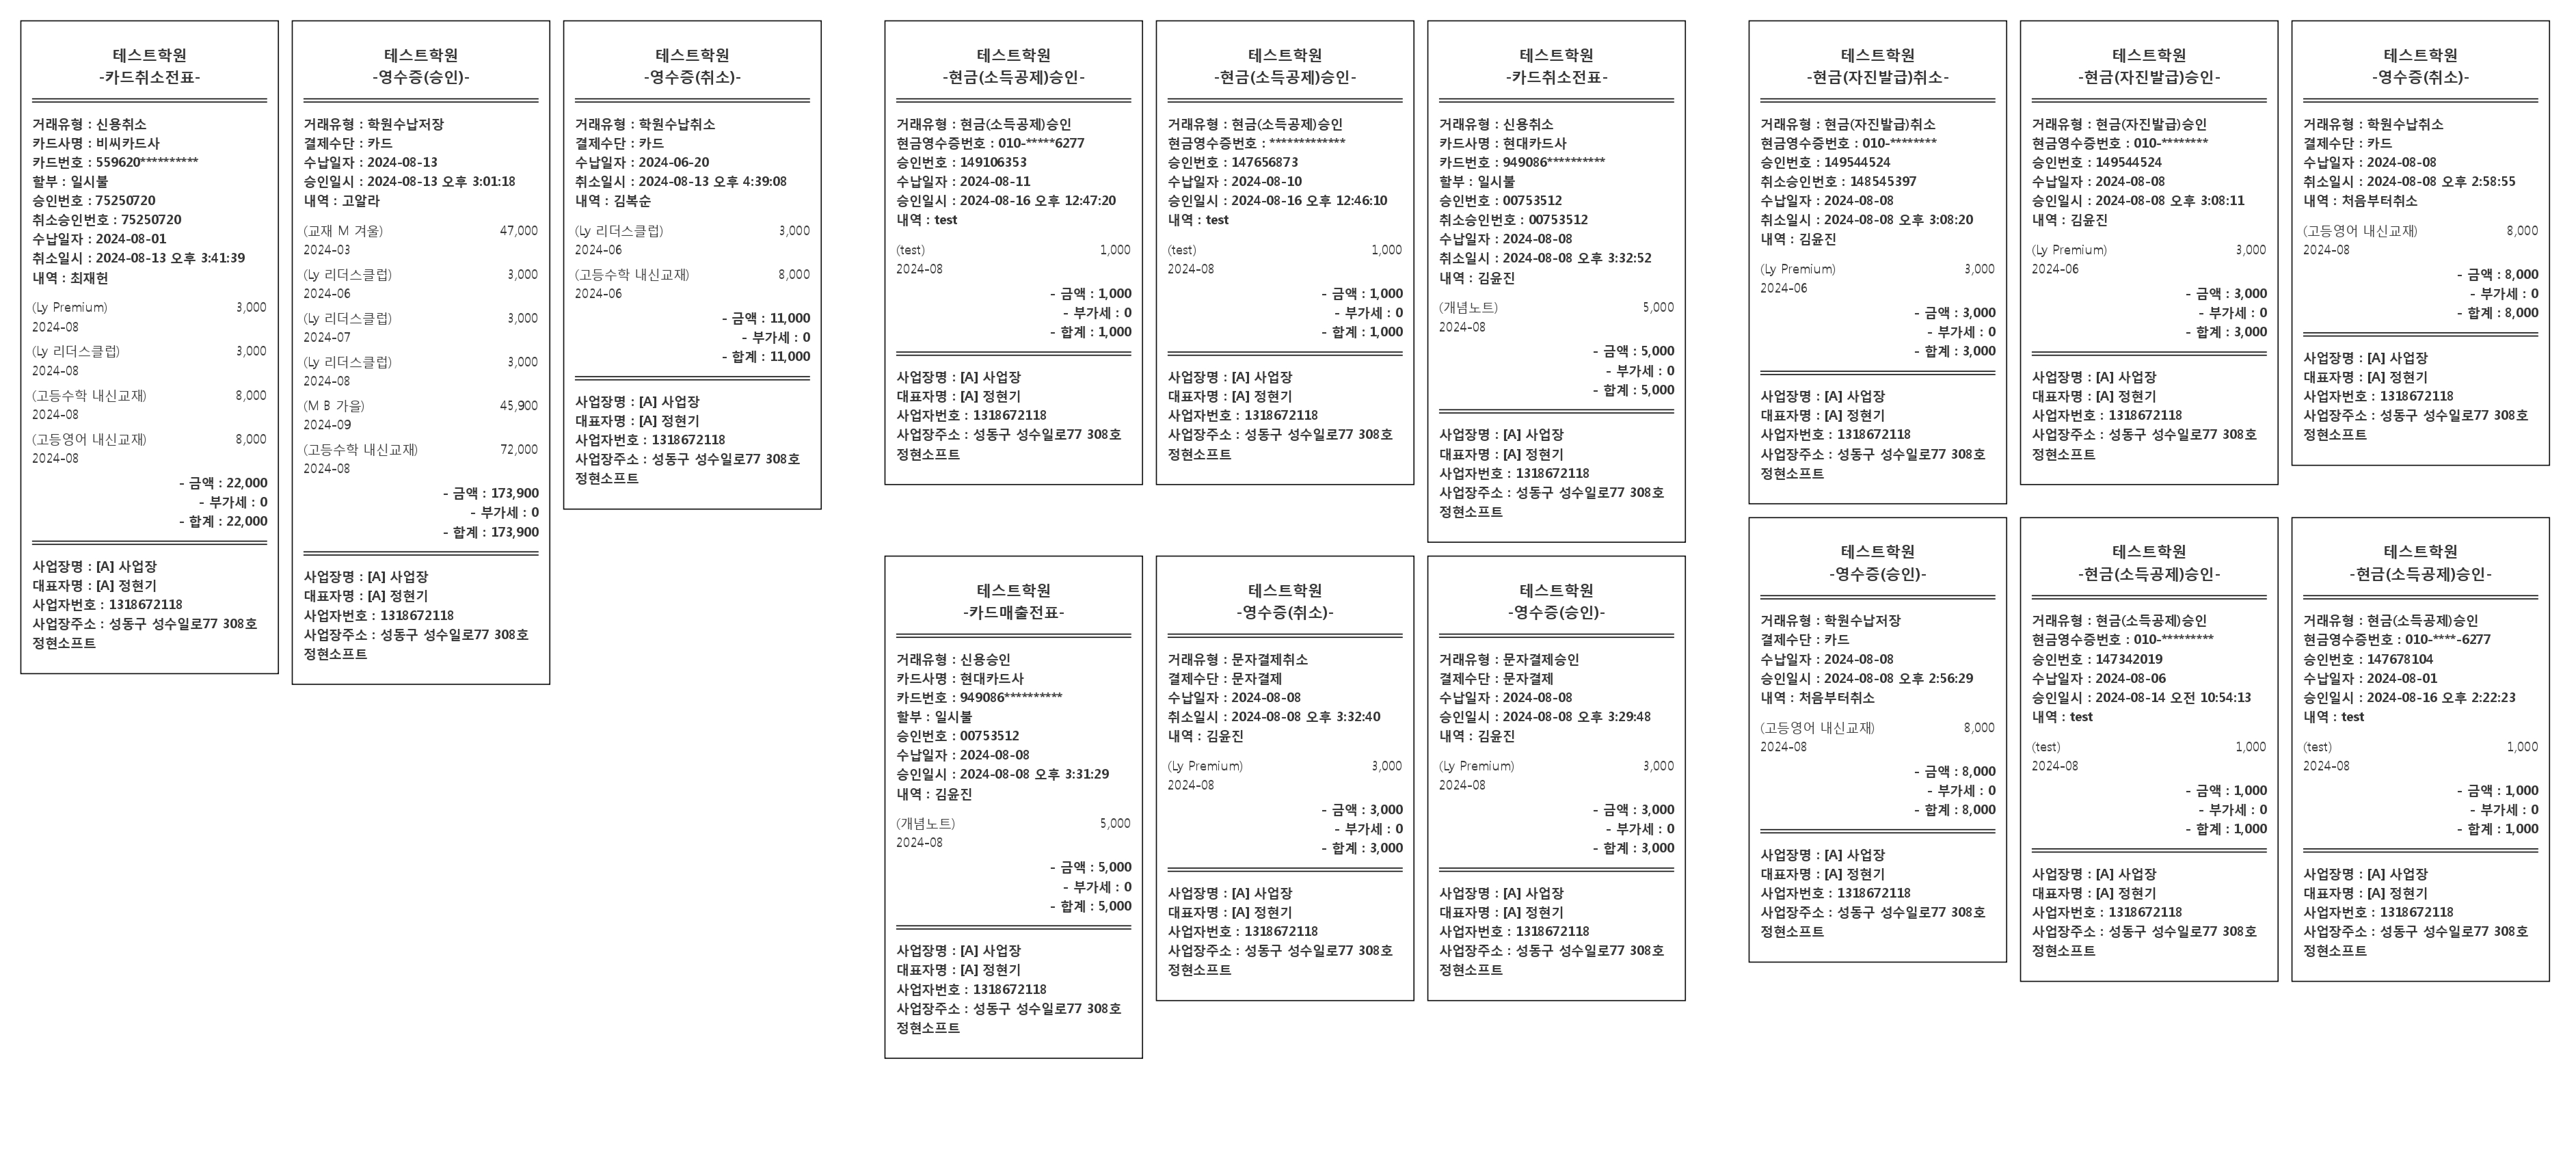 테스트학원
-카드취소전표-
거래유형 : 신용취소
카드사명 : 비씨카드사
카드번호 : 559620**********
할부 : 일시불
승인번호 : 75250720
취소승인번호 : 75250720
수납일자 : 2024-08-01
취소일시 : 2024-08-13 오후 3:41:39
내역 : 최재헌
(Ly Premium) 3,000
2024-08
(Ly 리더스클럽) 3,000
2024-08
(고등수학 내신교재) 8,000
2024-08
(고등영어 내신교재) 8,000
2024-08
- 금액 : 22,000
- 부가세 : 0
- 합계 : 22,000
사업장명 : [A] 사업장
대표자명 : [A] 정현기
사업자번호 : 1318672118
사업장주소 : 성동구 성수일로77 308호
정현소프트
테스트학원
-영수증(승인)-
거래유형 : 학원수납저장
결제수단 : 카드
수납일자 : 2024-08-13
승인일시 : 2024-08-13 오후 3:01:18
내역 : 고알라
(교재 M 겨울) 47,000
2024-03
(Ly 리더스클럽) 3,000
2024-06
(Ly 리더스클럽) 3,000
2024-07
(Ly 리더스클럽) 3,000
2024-08
(M B 가을) 45,900
2024-09
(고등수학 내신교재) 72,000
2024-08
- 금액 : 173,900
- 부가세 : 0
- 합계 : 173,900
사업장명 : [A] 사업장
대표자명 : [A] 정현기
사업자번호 : 1318672118
사업장주소 : 성동구 성수일로77 308호
정현소프트
테스트학원
-영수증(취소)-
거래유형 : 학원수납취소
결제수단 : 카드
수납일자 : 2024-06-20
취소일시 : 2024-08-13 오후 4:39:08
내역 : 김복순
(Ly 리더스클럽) 3,000
2024-06
(고등수학 내신교재) 8,000
2024-06
- 금액 : 11,000
- 부가세 : 0
- 합계 : 11,000
사업장명 : [A] 사업장
대표자명 : [A] 정현기
사업자번호 : 1318672118
사업장주소 : 성동구 성수일로77 308호
정현소프트
테스트학원
-현금(소득공제)승인-
거래유형 : 현금(소득공제)승인
현금영수증번호 : 010-*****6277
승인번호 : 149106353
수납일자 : 2024-08-11
승인일시 : 2024-08-16 오후 12:47:20
내역 : test
(test) 1,000
2024-08
- 금액 : 1,000
- 부가세 : 0
- 합계 : 1,000
사업장명 : [A] 사업장
대표자명 : [A] 정현기
사업자번호 : 1318672118
사업장주소 : 성동구 성수일로77 308호
정현소프트
테스트학원
-현금(소득공제)승인-
거래유형 : 현금(소득공제)승인
현금영수증번호 : *************
승인번호 : 147656873
수납일자 : 2024-08-10
승인일시 : 2024-08-16 오후 12:46:10
내역 : test
(test) 1,000
2024-08
- 금액 : 1,000
- 부가세 : 0
- 합계 : 1,000
사업장명 : [A] 사업장
대표자명 : [A] 정현기
사업자번호 : 1318672118
사업장주소 : 성동구 성수일로77 308호
정현소프트
테스트학원
-카드취소전표-
거래유형 : 신용취소
카드사명 : 현대카드사
카드번호 : 949086**********
할부 : 일시불
승인번호 : 00753512
취소승인번호 : 00753512
수납일자 : 2024-08-08
취소일시 : 2024-08-08 오후 3:32:52
내역 : 김윤진
(개념노트) 5,000
2024-08
- 금액 : 5,000
- 부가세 : 0
- 합계 : 5,000
사업장명 : [A] 사업장
대표자명 : [A] 정현기
사업자번호 : 1318672118
사업장주소 : 성동구 성수일로77 308호
정현소프트
테스트학원
-카드매출전표-
거래유형 : 신용승인
카드사명 : 현대카드사
카드번호 : 949086**********
할부 : 일시불
승인번호 : 00753512
수납일자 : 2024-08-08
승인일시 : 2024-08-08 오후 3:31:29
내역 : 김윤진
(개념노트) 5,000
2024-08
- 금액 : 5,000
- 부가세 : 0
- 합계 : 5,000
사업장명 : [A] 사업장
대표자명 : [A] 정현기
사업자번호 : 1318672118
사업장주소 : 성동구 성수일로77 308호
정현소프트
테스트학원
-영수증(취소)-
거래유형 : 문자결제취소
결제수단 : 문자결제
수납일자 : 2024-08-08
취소일시 : 2024-08-08 오후 3:32:40
내역 : 김윤진
(Ly Premium) 3,000
2024-08
- 금액 : 3,000
- 부가세 : 0
- 합계 : 3,000
사업장명 : [A] 사업장
대표자명 : [A] 정현기
사업자번호 : 1318672118
사업장주소 : 성동구 성수일로77 308호
정현소프트
테스트학원
-영수증(승인)-
거래유형 : 문자결제승인
결제수단 : 문자결제
수납일자 : 2024-08-08
승인일시 : 2024-08-08 오후 3:29:48
내역 : 김윤진
(Ly Premium) 3,000
2024-08
- 금액 : 3,000
- 부가세 : 0
- 합계 : 3,000
사업장명 : [A] 사업장
대표자명 : [A] 정현기
사업자번호 : 1318672118
사업장주소 : 성동구 성수일로77 308호
정현소프트
테스트학원
-현금(자진발급)취소-
거래유형 : 현금(자진발급)취소
현금영수증번호 : 010-********
승인번호 : 149544524
취소승인번호 : 148545397
수납일자 : 2024-08-08
취소일시 : 2024-08-08 오후 3:08:20
내역 : 김윤진
(Ly Premium) 3,000
2024-06
- 금액 : 3,000
- 부가세 : 0
- 합계 : 3,000
사업장명 : [A] 사업장
대표자명 : [A] 정현기
사업자번호 : 1318672118
사업장주소 : 성동구 성수일로77 308호
정현소프트
테스트학원
-현금(자진발급)승인-
거래유형 : 현금(자진발급)승인
현금영수증번호 : 010-********
승인번호 : 149544524
수납일자 : 2024-08-08
승인일시 : 2024-08-08 오후 3:08:11
내역 : 김윤진
(Ly Premium) 3,000
2024-06
- 금액 : 3,000
- 부가세 : 0
- 합계 : 3,000
사업장명 : [A] 사업장
대표자명 : [A] 정현기
사업자번호 : 1318672118
사업장주소 : 성동구 성수일로77 308호
정현소프트
테스트학원
-영수증(취소)-
거래유형 : 학원수납취소
결제수단 : 카드
수납일자 : 2024-08-08
취소일시 : 2024-08-08 오후 2:58:55
내역 : 처음부터취소
(고등영어 내신교재) 8,000
2024-08
- 금액 : 8,000
- 부가세 : 0
- 합계 : 8,000
사업장명 : [A] 사업장
대표자명 : [A] 정현기
사업자번호 : 1318672118
사업장주소 : 성동구 성수일로77 308호
정현소프트
테스트학원
-영수증(승인)-
거래유형 : 학원수납저장
결제수단 : 카드
수납일자 : 2024-08-08
승인일시 : 2024-08-08 오후 2:56:29
내역 : 처음부터취소
(고등영어 내신교재) 8,000
2024-08
- 금액 : 8,000
- 부가세 : 0
- 합계 : 8,000
사업장명 : [A] 사업장
대표자명 : [A] 정현기
사업자번호 : 1318672118
사업장주소 : 성동구 성수일로77 308호
정현소프트
테스트학원
-현금(소득공제)승인-
거래유형 : 현금(소득공제)승인
현금영수증번호 : 010-*********
승인번호 : 147342019
수납일자 : 2024-08-06
승인일시 : 2024-08-14 오전 10:54:13
내역 : test
(test) 1,000
2024-08
- 금액 : 1,000
- 부가세 : 0
- 합계 : 1,000
사업장명 : [A] 사업장
대표자명 : [A] 정현기
사업자번호 : 1318672118
사업장주소 : 성동구 성수일로77 308호
정현소프트
테스트학원
-현금(소득공제)승인-
거래유형 : 현금(소득공제)승인
현금영수증번호 : 010-****-6277
승인번호 : 147678104
수납일자 : 2024-08-01
승인일시 : 2024-08-16 오후 2:22:23
내역 : test
(test) 1,000
2024-08
- 금액 : 1,000
- 부가세 : 0
- 합계 : 1,000
사업장명 : [A] 사업장
대표자명 : [A] 정현기
사업자번호 : 1318672118
사업장주소 : 성동구 성수일로77 308호
정현소프트